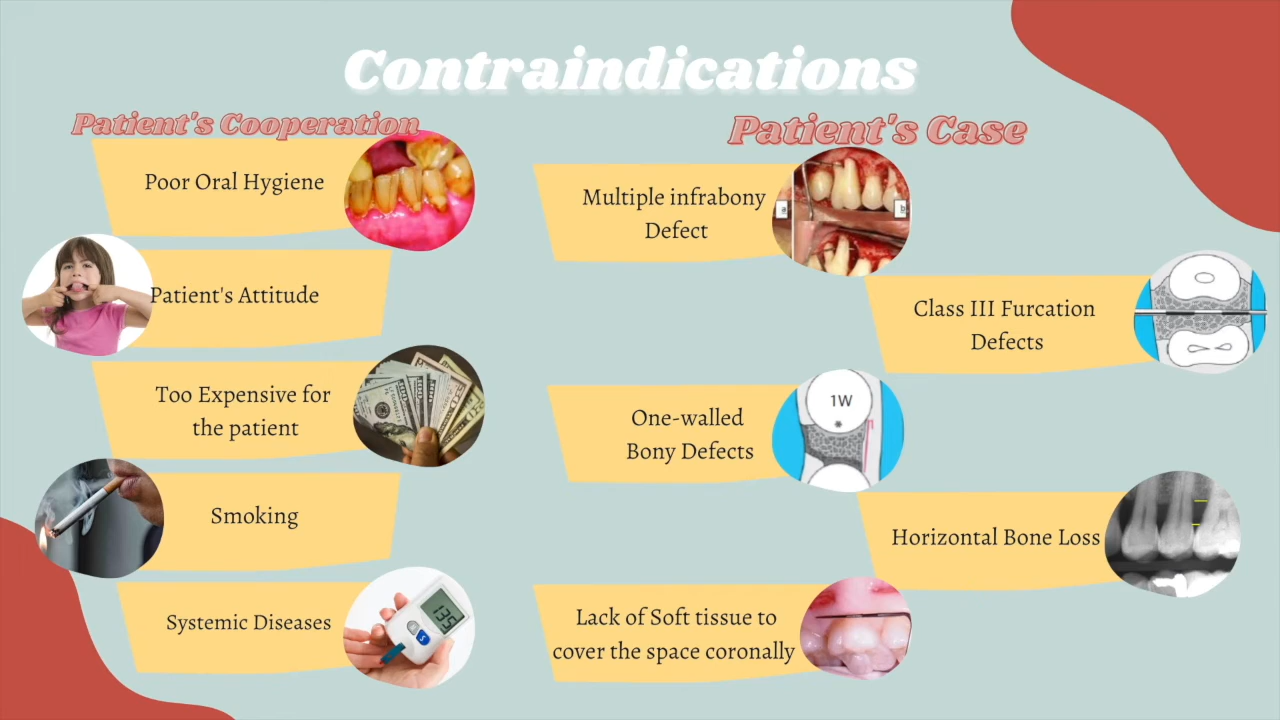 Contraindications
Patient's Cooperation
Poor Oral Hygiene
Patient's Attitude
Too Expensive for
the patient
Smoking
Systemic Diseases
135
S
Patient's Case
Multiple infrabony
Defect
a
b
Class III Furcation
Defects
One-walled
Bony Defects
1W
*
Horizontal Bone Loss
Lack of Soft tissue to
cover the space coronally